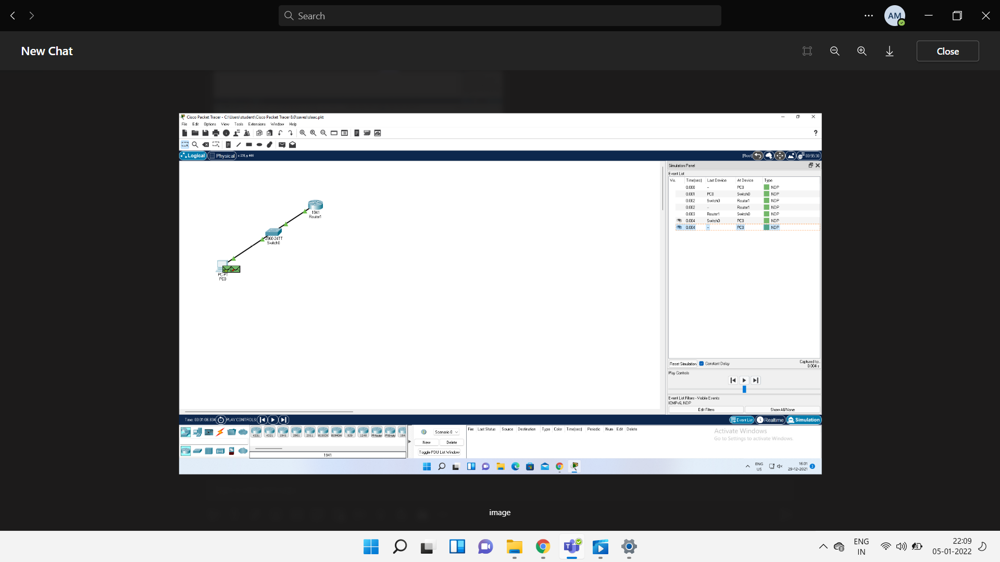 Search
AM
New Chat
Close
Cisco Packet Tracer - C:\Users\student\Cisco Packet Tracer 8.0\saves\slaac.pkt
File Edit Options View Tools Extensions Window Help
?
Logical Physical x: 231, y: 400
[Root] 00:55:30
Simulation Panel
Event List
Vis. Time(sec) Last Device At Device Type
0.000 -- PC0 NDP
0.001 PC0 Switch0 NDP
0.002 Switch0 Router1 NDP
0.002 -- Router1 NDP
0.003 Router1 Switch0 NDP
0.004 Switch0 PC0 NDP
0.004 -- PC0 NDP
1941
Router1
2960-24TT
Switch0
PC-PT
PC0
Reset Simulation Constant Delay
Captured to:
0.004 s
Play Controls
Event List Filters - Visible Events
ICMPv6, NDP
Edit Filters Show All/None
Time: 00:01:06.834 PLAY CONTROLS:
Event List Realtime Simulation
4331 4321 1941 2901 2911 819IOX 819HGW 829 1240 PT-Router PT-Empty 184
1941
Scenario 0
New Delete
Toggle PDU List Window
Fire Last Status Source Destination Type Color Time(sec) Periodic Num Edit Delete
Activate Windows
Go to Settings to activate Windows.
ENG
US
16:01
29-12-2021
3
image
ENG
IN
22:09
05-01-2022